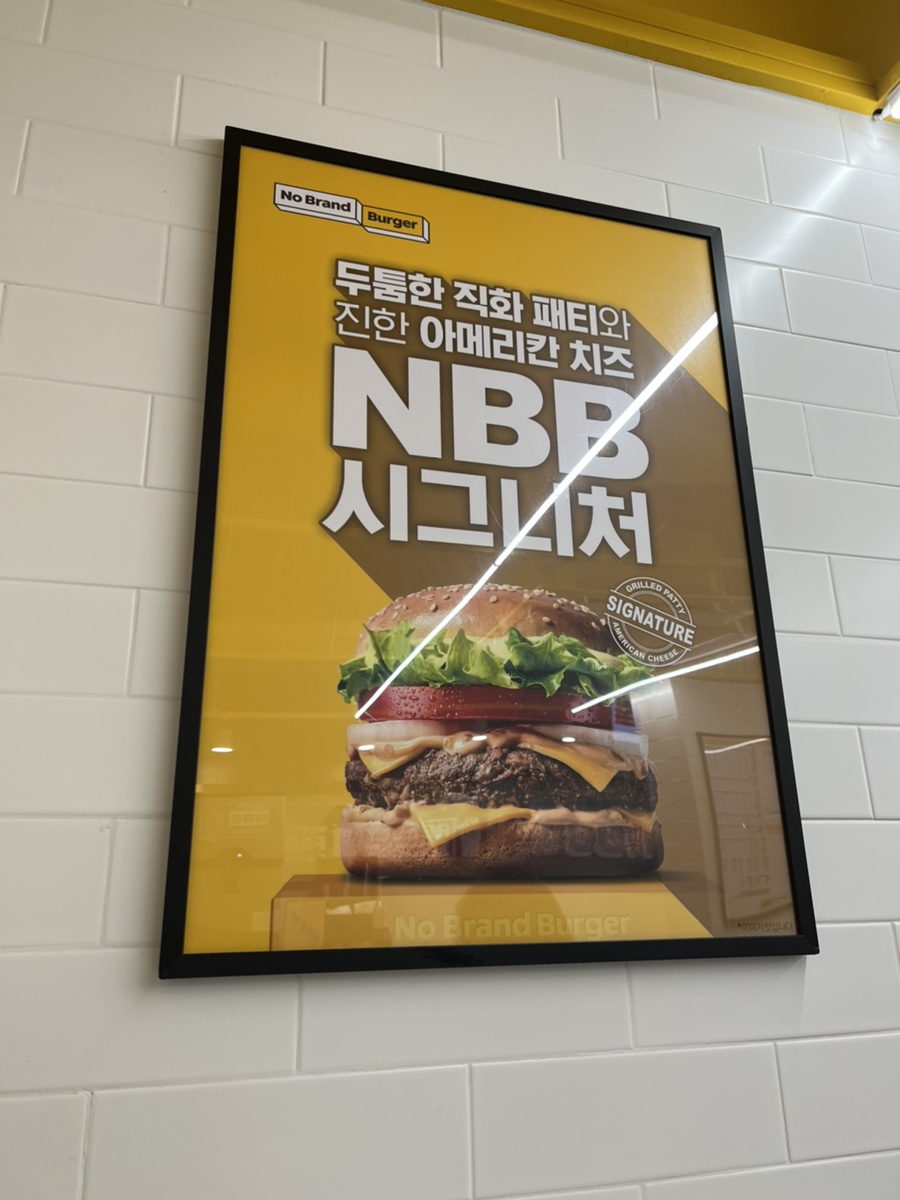 No Brand Burger
두툼한 직화 패티와
진한 아메리칸 치즈
NBB
시그니처
GRILLED PATTY
SIGNATURE
AMERICAN CHEESE
No Brand Burger